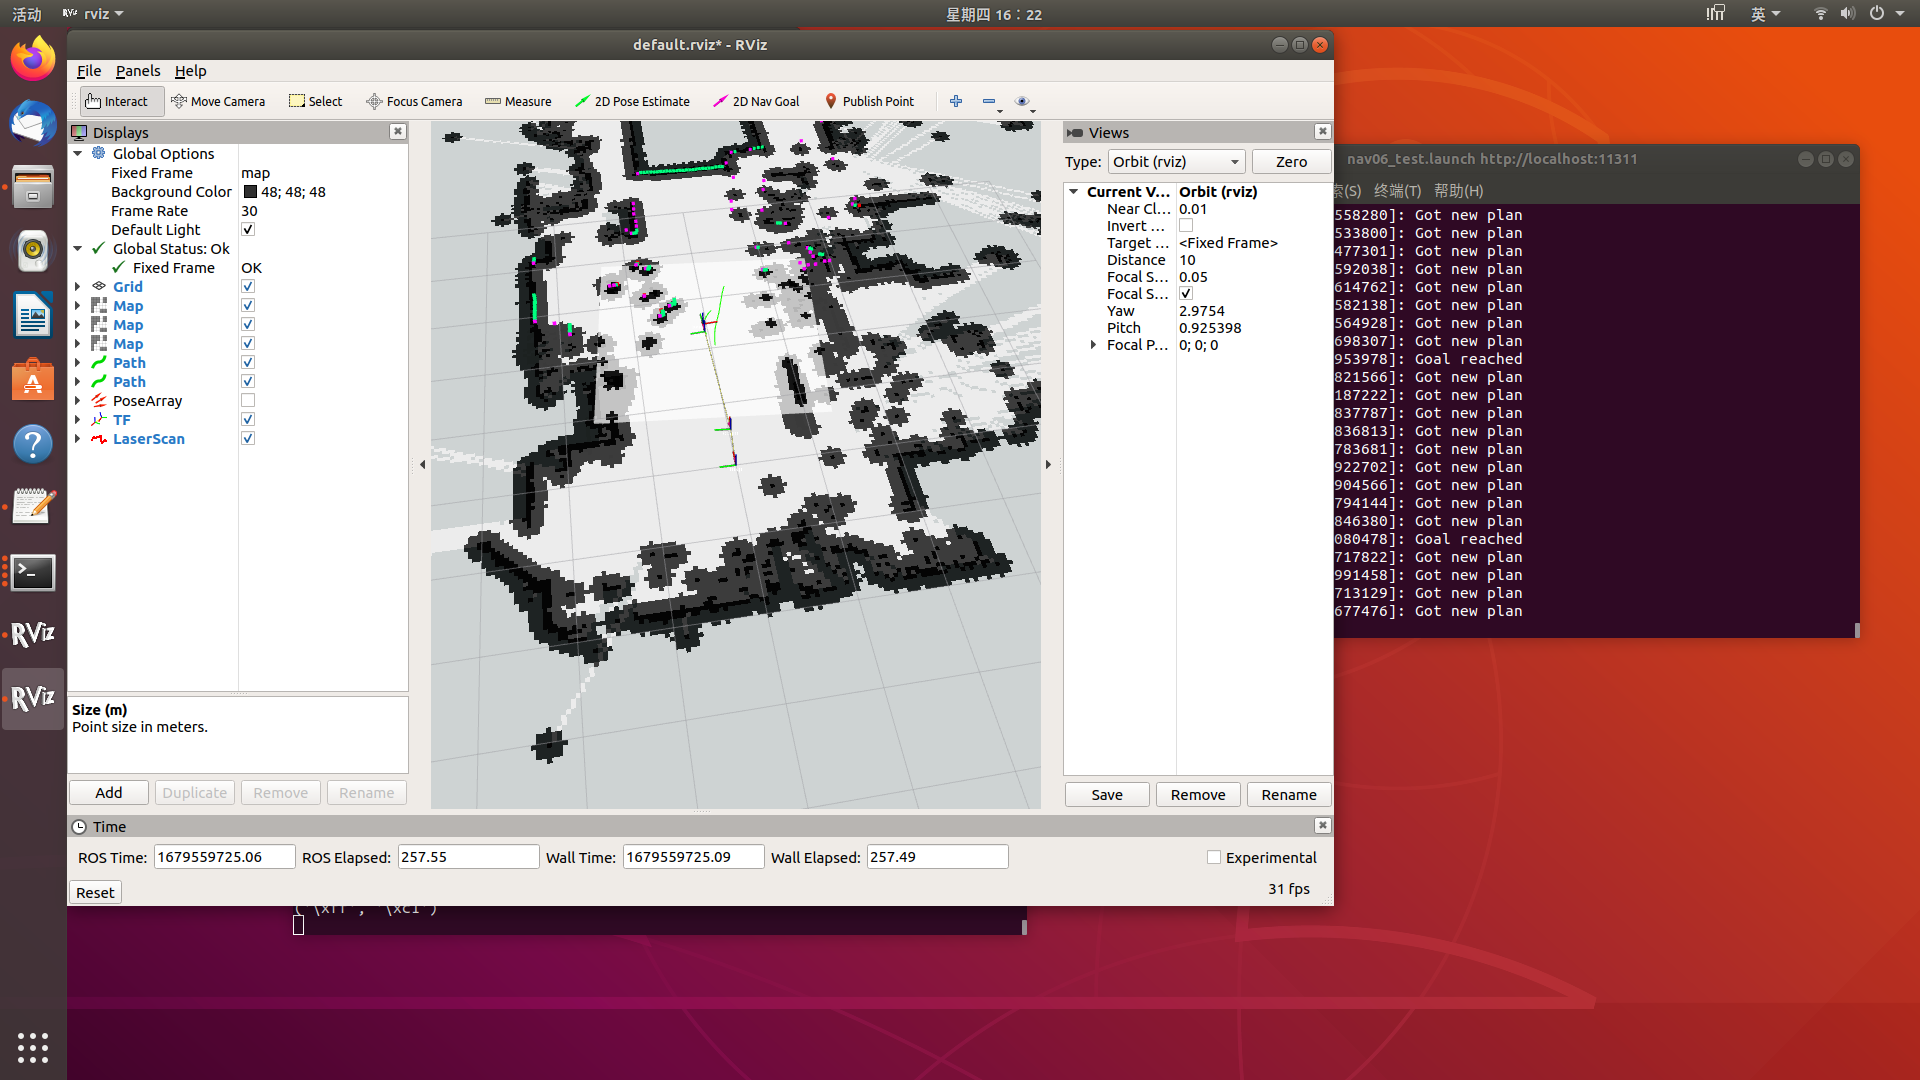 活动
rviz
星期四 16：22
英
default.rviz* - RViz
File Panels Help
Interact Move Camera Select Focus Camera Measure 2D Pose Estimate 2D Nav Goal Publish Point
Displays
Global Options
Fixed Frame map
Background Color 48; 48; 48
Frame Rate 30
Default Light
Global Status: Ok
Fixed Frame OK
Grid
Map
Map
Map
Path
Path
PoseArray
TF
LaserScan
Size (m)
Point size in meters.
Add Duplicate Remove Rename
Views
Type: Orbit (rviz) Zero
Current V... Orbit (rviz)
Near Cl... 0.01
Invert ...
Target ... <Fixed Frame>
Distance 10
Focal S... 0.05
Focal S...
Yaw 2.9754
Pitch 0.925398
Focal P... 0; 0; 0
Save Remove Rename
Time
ROS Time: 1679559725.06 ROS Elapsed: 257.55 Wall Time: 1679559725.09 Wall Elapsed: 257.49 Experimental
Reset 31 fps
nav06_test.launch http://localhost:11311
索(S) 终端(T) 帮助(H)
558280]: Got new plan
533800]: Got new plan
477301]: Got new plan
592038]: Got new plan
614762]: Got new plan
582138]: Got new plan
564928]: Got new plan
698307]: Got new plan
953978]: Goal reached
821566]: Got new plan
187222]: Got new plan
837787]: Got new plan
836813]: Got new plan
783681]: Got new plan
922702]: Got new plan
904566]: Got new plan
794144]: Got new plan
846380]: Got new plan
080478]: Goal reached
717822]: Got new plan
991458]: Got new plan
713129]: Got new plan
677476]: Got new plan
RViz
RViz